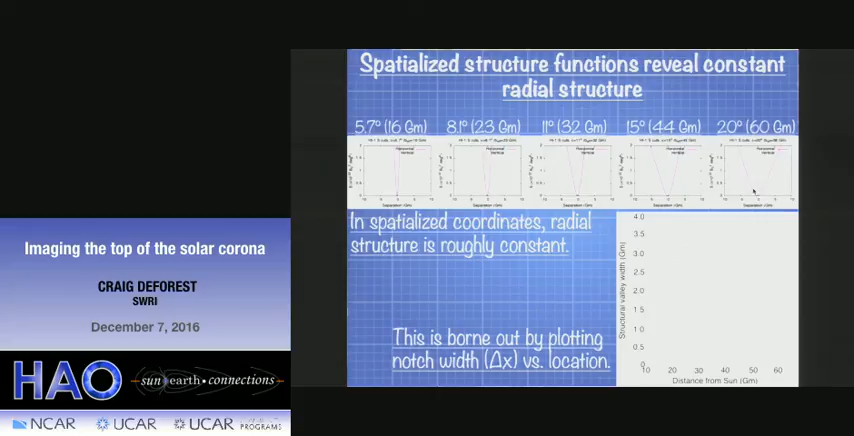 Spatialized structure functions reveal constant
radial structure
5.7° (16 Gm) 8.1° (23 Gm) 11° (32 Gm) 15° (44 Gm) 20° (60 Gm)
In spatialized coordinates, radial
structure is roughly constant.
This is borne out by plotting
notch width (Δx) vs. location.
Structural valley width (Gm)
4.0
3.5
3.0
2.5
2.0
1.5
1.0
0.5
0
10 20 30 40 50 60
Distance from Sun (Gm)
Imaging the top of the solar corona
CRAIG DEFOREST
SWRI
December 7, 2016
HAO
sun earth • connections
NCAR UCAR UCAR
PROGRAMS